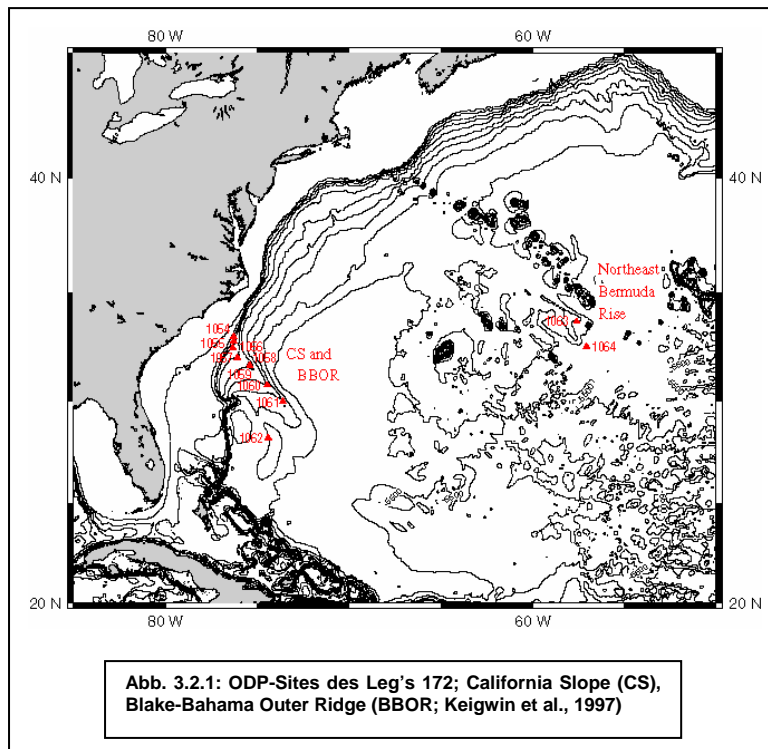 80 W 60 W
40 N 40 N
Northeast
Bermuda
Rise
1063
1064
1054
1055 1066
1057 1058
CS and
1059
BBOR
1060
1061
1062
20 N 20 N
80 W 60 W
Abb. 3.2.1: ODP-Sites des Leg's 172; California Slope (CS),
Blake-Bahama Outer Ridge (BBOR; Keigwin et al., 1997)